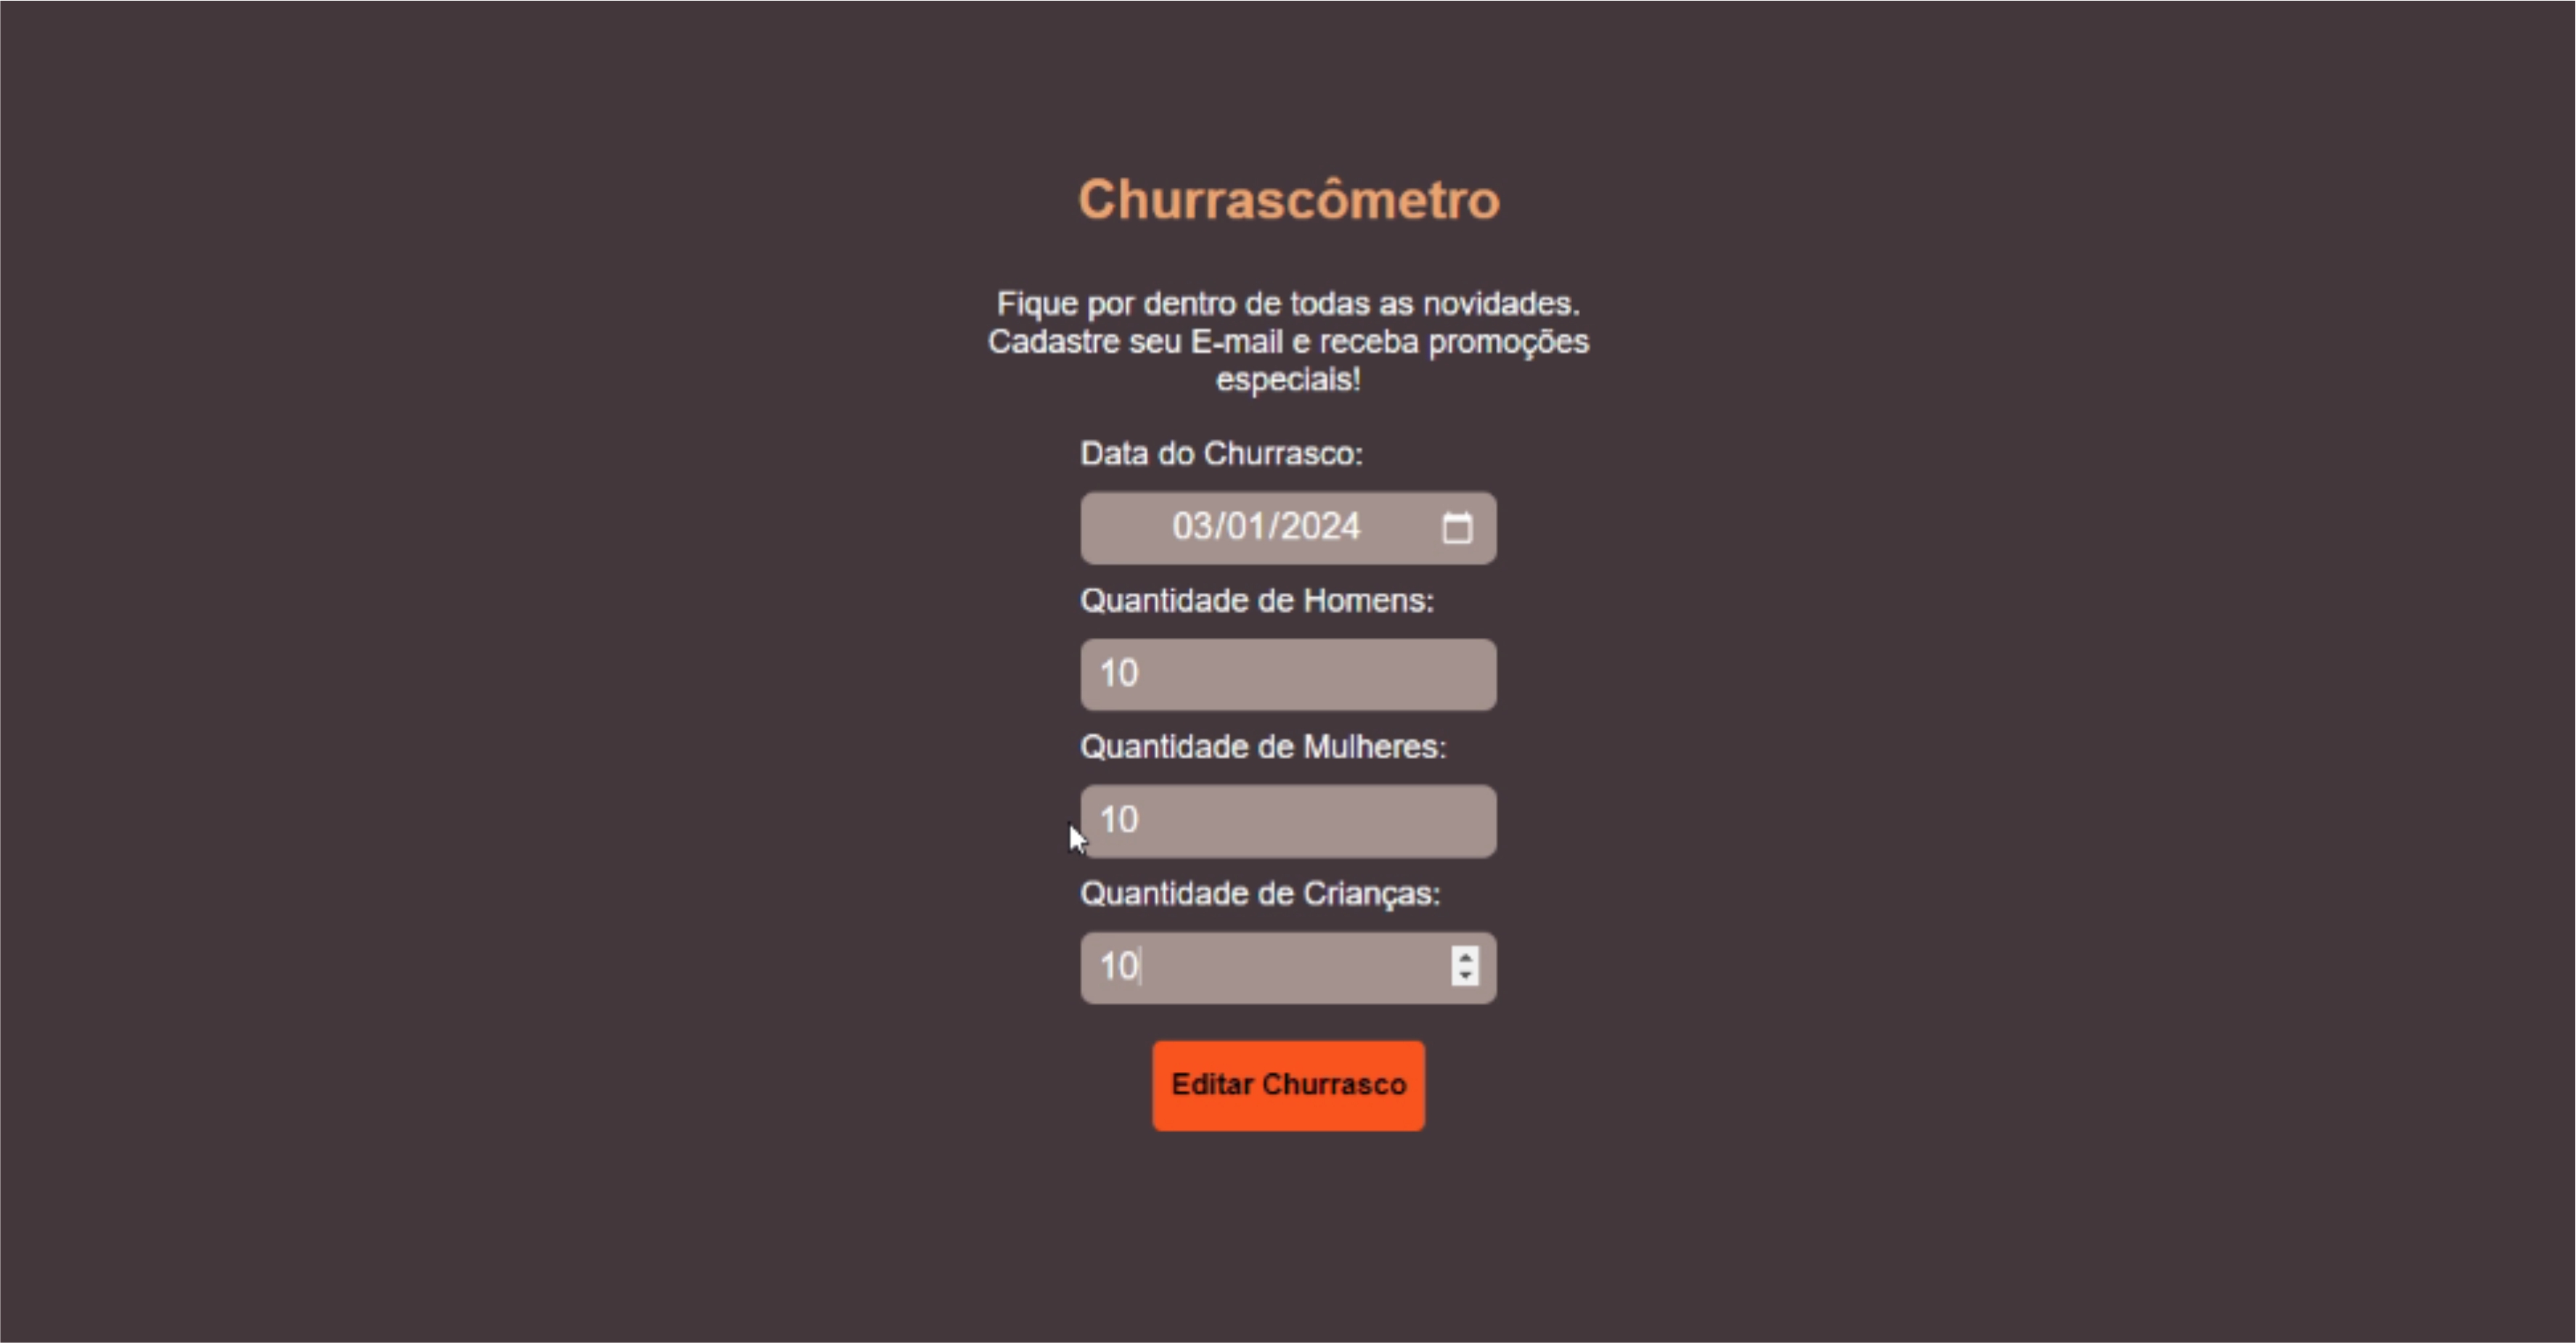 Churrascômetro
Fique por dentro de todas as novidades.
Cadastre seu E-mail e receba promoções
especiais!
Data do Churrasco:
03/01/2024
Quantidade de Homens:
10
Quantidade de Mulheres:
10
Quantidade de Crianças:
10
Editar Churrasco